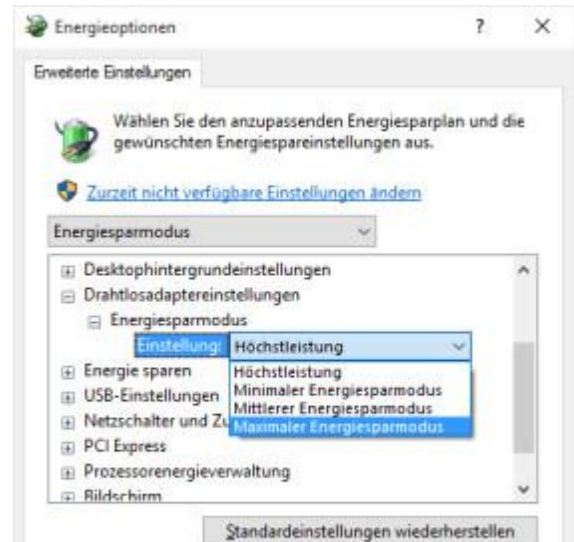 Energieoptionen
Erweiterte Einstellungen
Wählen Sie den anzupassenden Energiesparplan und die
gewünschten Energiespareinstellungen aus.
Zurzeit nicht verfügbare Einstellungen ändern
Energiesparmodus
Desktophintergrundeinstellungen
Drahtlosadaptereinstellungen
Energiesparmodus
Einstellung: Höchstleistung
Energie sparen Höchstleistung
USB-Einstellungen Minimaler Energiesparmodus
Mittlerer Energiesparmodus
Netzschalter und Zu Maximaler Energiesparmodus
PCI Express
Prozessorenergieverwaltung
Bildschirm
Standardeinstellungen wiederherstellen